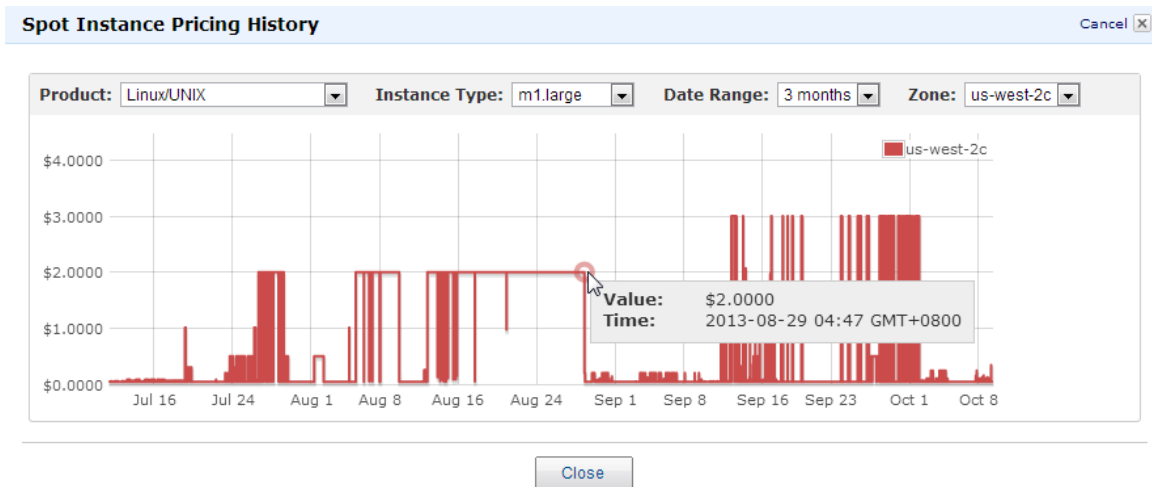 Spot Instance Pricing History Cancel
Product: Linux/UNIX Instance Type: m1.large Date Range: 3 months Zone: us-west-2c
us-west-2c
$4.0000
$3.0000
$2.0000
$1.0000
$0.0000
Value: $2.0000
Time: 2013-08-29 04:47 GMT+0800
Jul 16 Jul 24 Aug 1 Aug 8 Aug 16 Aug 24 Sep 1 Sep 8 Sep 16 Sep 23 Oct 1 Oct 8
Close